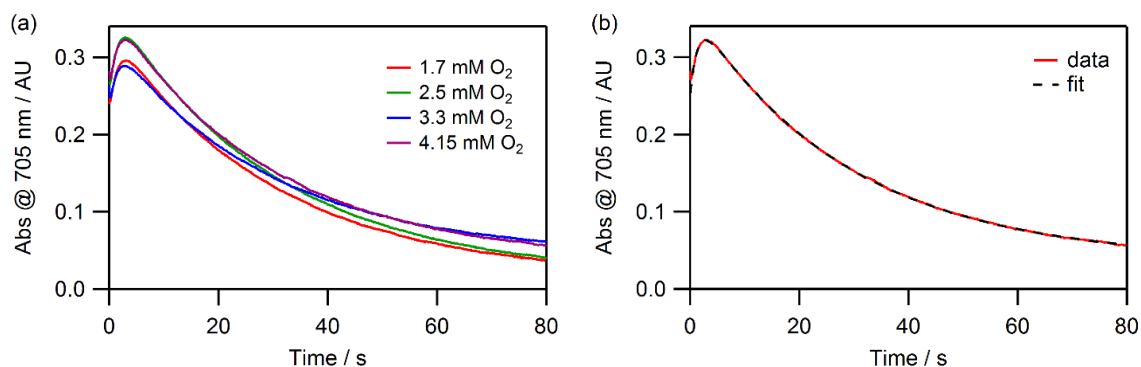 (a)
Abs @ 705 nm / AU
0.3
0.2
0.1
0.0
1.7 mM O₂
2.5 mM O₂
3.3 mM O₂
4.15 mM O₂
0 20 40 60 80
Time / s
(b)
Abs @ 705 nm / AU
0.3
0.2
0.1
0.0
data
fit
0 20 40 60 80
Time / s